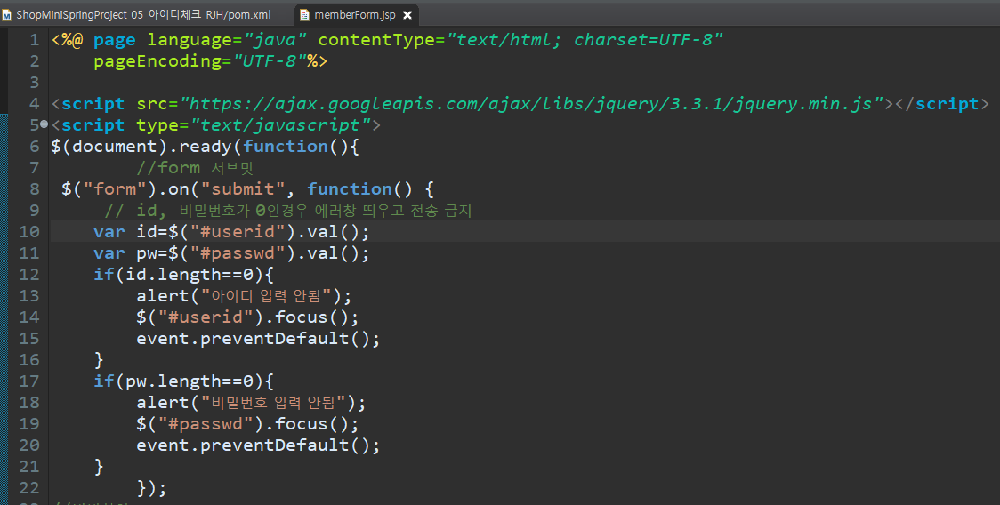 ShopMiniSpringProject_05_아이디체크_RJH/pom.xml memberForm.jsp
1 <%@ page language="java" contentType="text/html; charset=UTF-8"
2 pageEncoding="UTF-8"%>
3
4 <script src="https://ajax.googleapis.com/ajax/libs/jquery/3.3.1/jquery.min.js"></script>
5 <script type="text/javascript">
6 $(document).ready(function(){
7 //form 서브밋
8 $("form").on("submit", function() {
9 // id, 비밀번호가 0인경우 에러창 띄우고 전송 금지
10 var id=$("#userid").val();
11 var pw=$("#passwd").val();
12 if(id.length==0){
13 alert("아이디 입력 안됨");
14 $("#userid").focus();
15 event.preventDefault();
16 }
17 if(pw.length==0){
18 alert("비밀번호 입력 안됨");
19 $("#passwd").focus();
20 event.preventDefault();
21 }
22 });